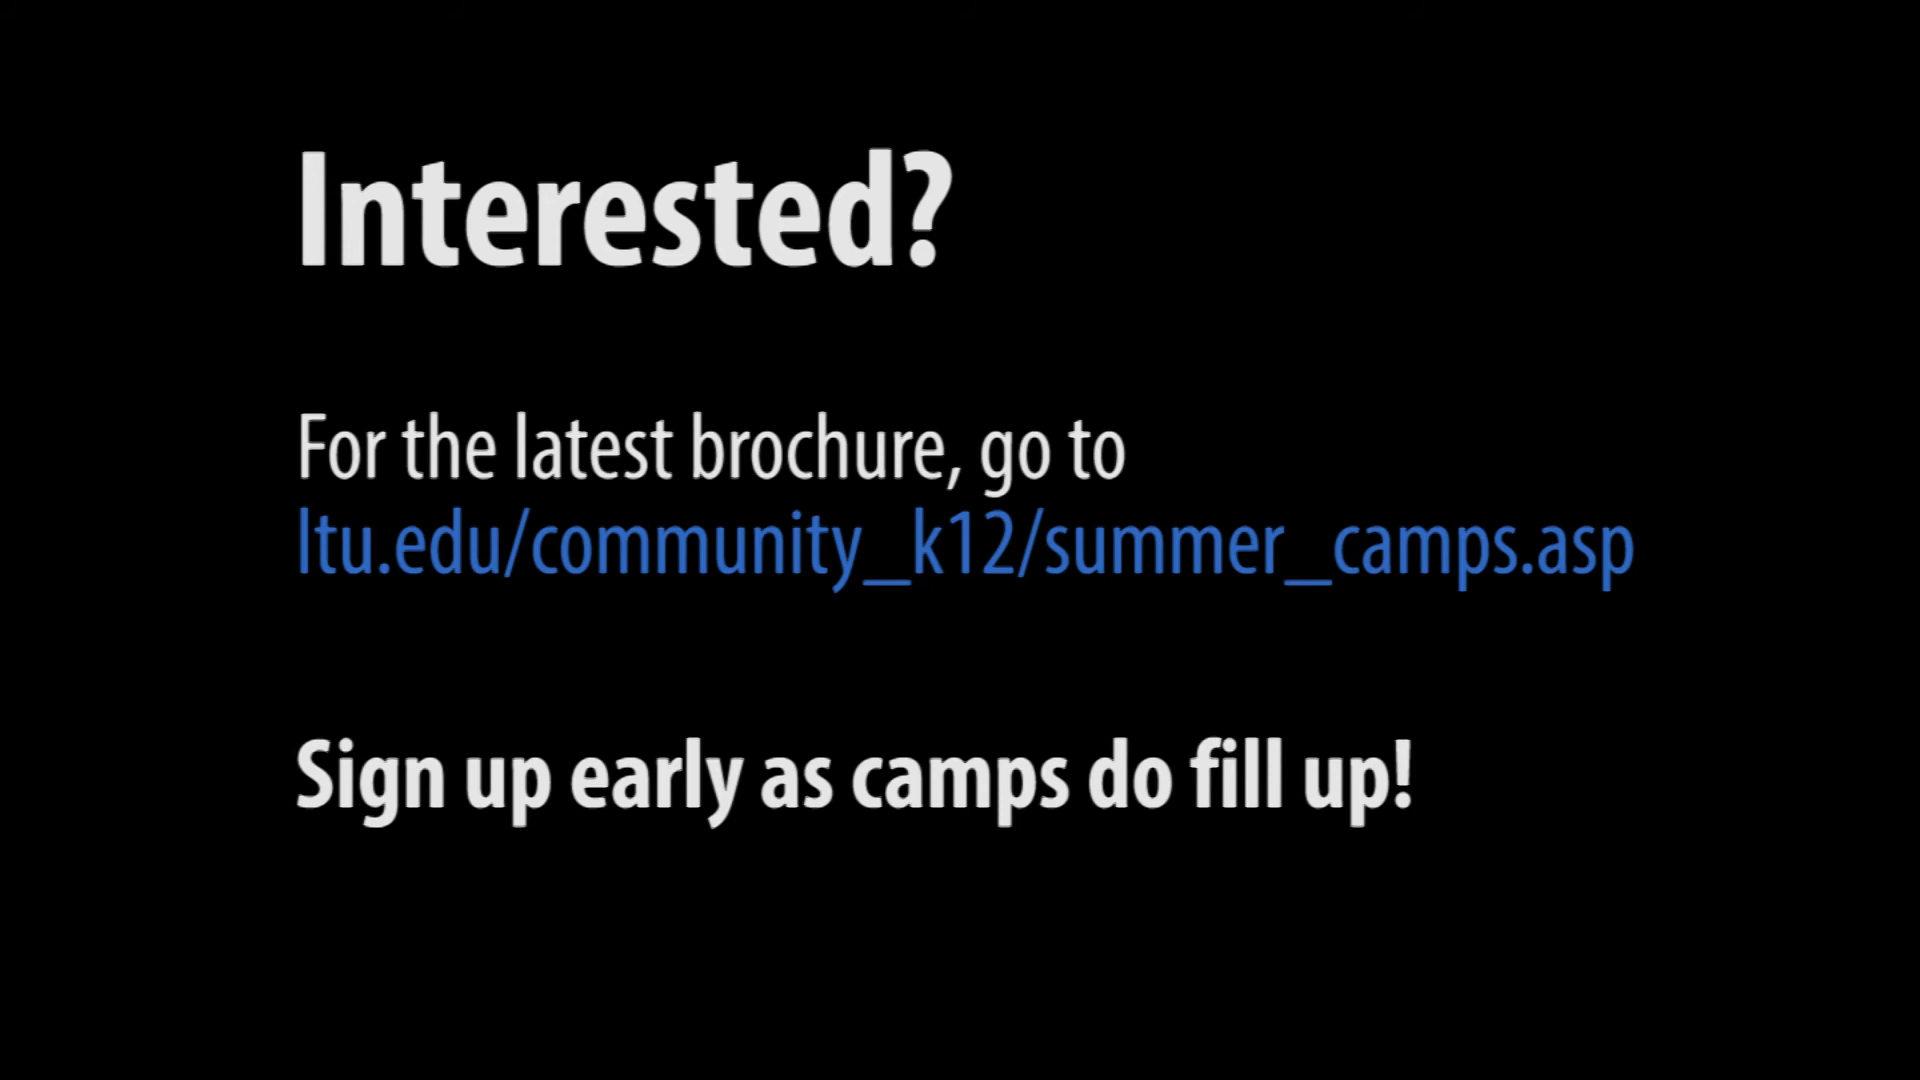 Interested?
For the latest brochure, go to
ltu.edu/community_k12/summer_camps.asp
Sign up early as camps do fill up!